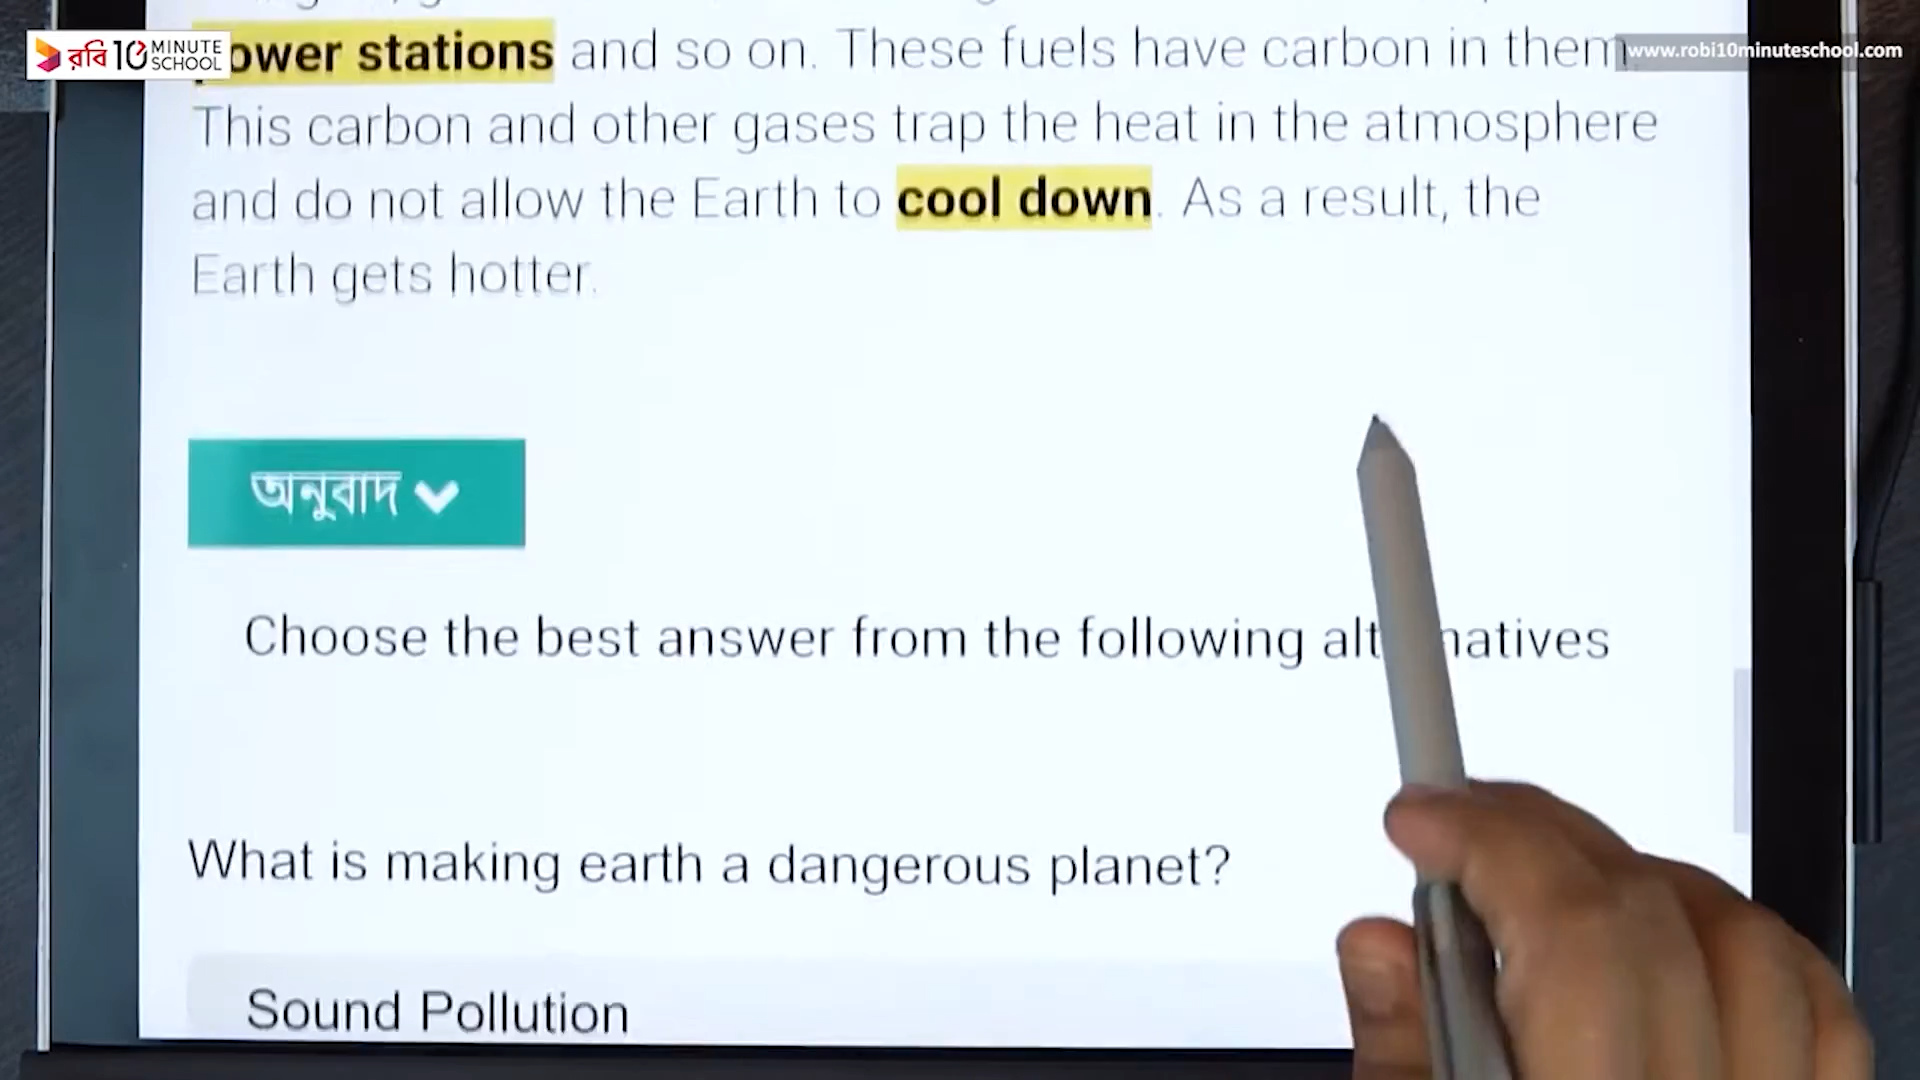 রবি 10 MINUTE SCHOOL
www.robi10minuteschool.com
power stations and so on. These fuels have carbon in them
This carbon and other gases trap the heat in the atmosphere
and do not allow the Earth to cool down. As a result, the
Earth gets hotter.
অনুবাদ
Choose the best answer from the following alternatives
What is making earth a dangerous planet?
Sound Pollution